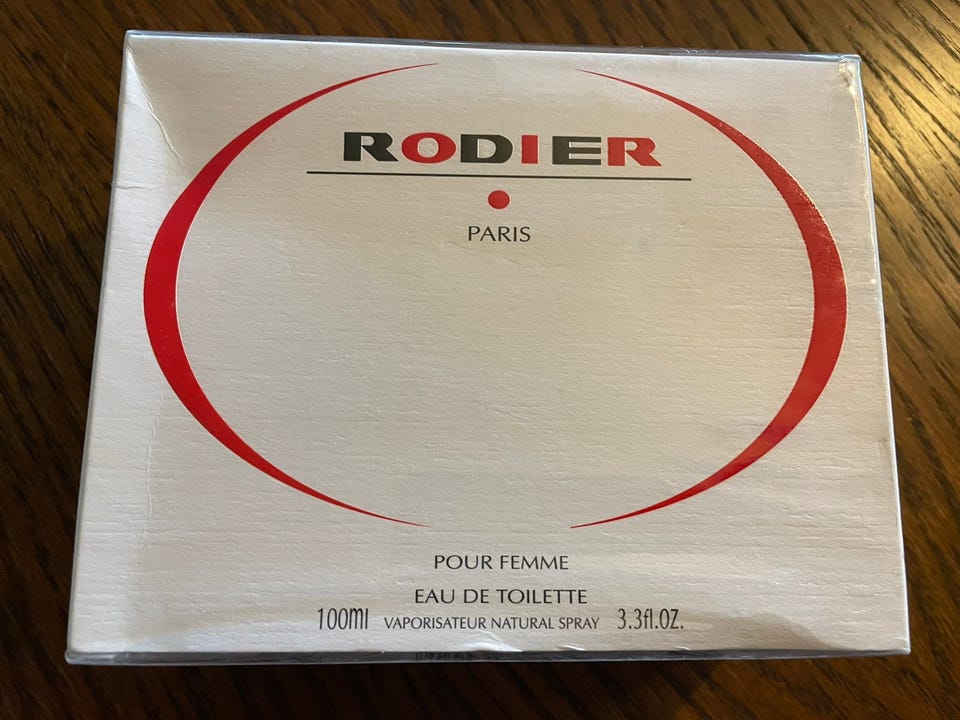 RODIER
PARIS
POUR FEMME
EAU DE TOILETTE
100ml VAPORISATEUR NATURAL SPRAY 3.3fl.OZ.